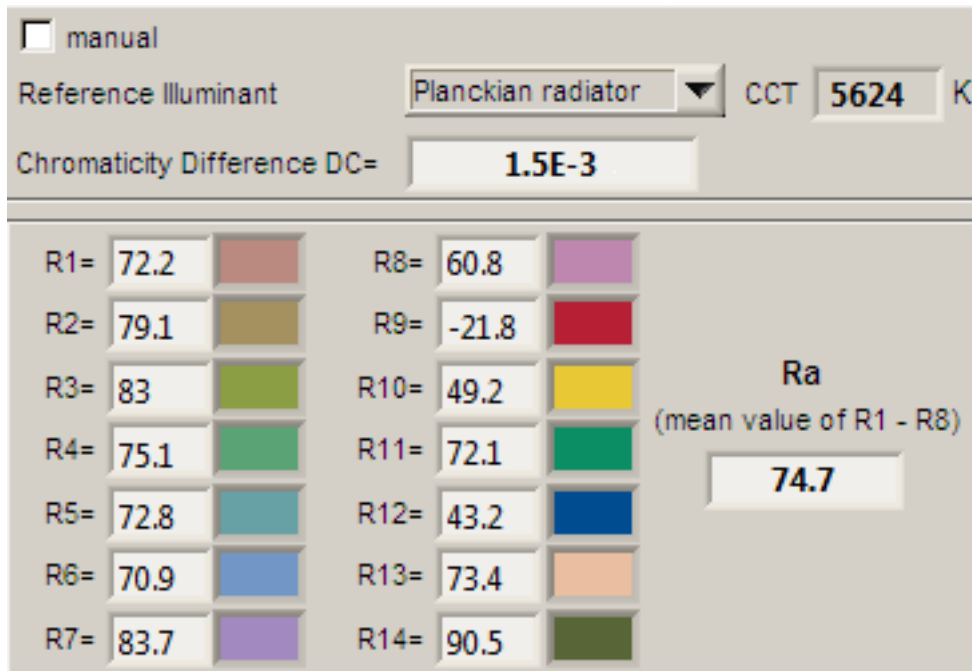 manual
Reference Illuminant Planckian radiator CCT 5624 K
Chromaticity Difference DC= 1.5E-3
R1= 72.2 R8= 60.8
R2= 79.1 R9= -21.8
R3= 83 R10= 49.2
Ra
(mean value of R1 - R8)
R4= 75.1 R11= 72.1
74.7
R5= 72.8 R12= 43.2
R6= 70.9 R13= 73.4
R7= 83.7 R14= 90.5